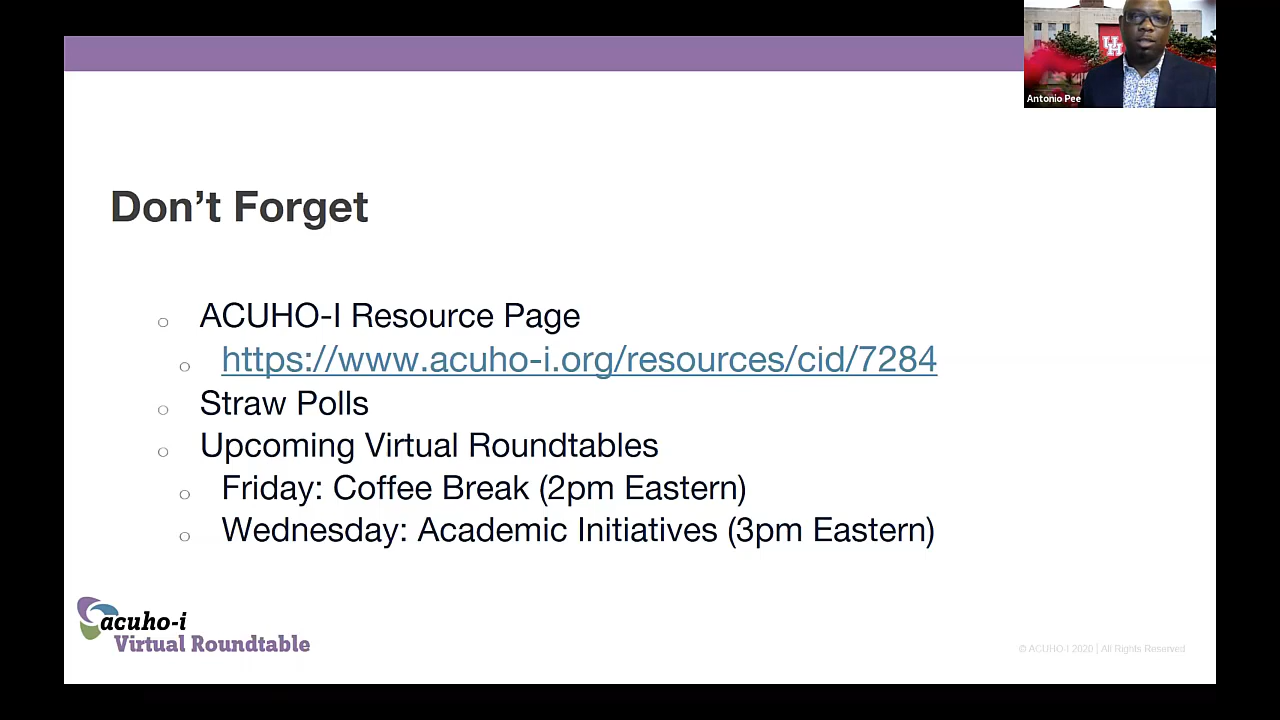 UH
Antonio Pee
Don’t Forget
o ACUHO-I Resource Page
o https://www.acuho-i.org/resources/cid/7284
o Straw Polls
o Upcoming Virtual Roundtables
o Friday: Coffee Break (2pm Eastern)
o Wednesday: Academic Initiatives (3pm Eastern)
acuho-i
Virtual Roundtable
© ACUHO-I 2020 | All Rights Reserved